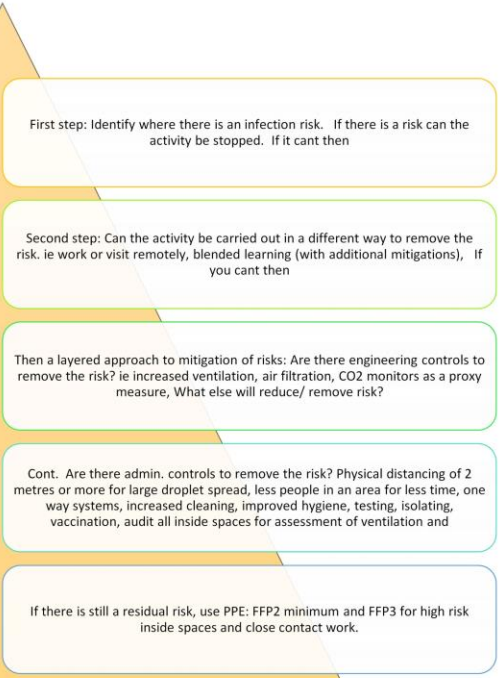 First step: Identify where there is an infection risk.   If there is a risk can the
activity be stopped.  If it cant then
Second step: Can the activity be carried out in a different way to remove the
risk. ie work or visit remotely, blended learning (with additional mitigations),   If
you cant then
Then a layered approach to mitigation of risks: Are there engineering controls to
remove the risk? ie increased ventilation, air filtration, CO2 monitors as a proxy
measure, What else will reduce/ remove risk?
Cont.  Are there admin. controls to remove the risk? Physical distancing of 2
metres or more for large droplet spread, less people in an area for less time, one
way systems, increased cleaning, improved hygiene, testing, isolating,
vaccination, audit all inside spaces for assessment of ventilation and
If there is still a residual risk, use PPE: FFP2 minimum and FFP3 for high risk
inside spaces and close contact work.